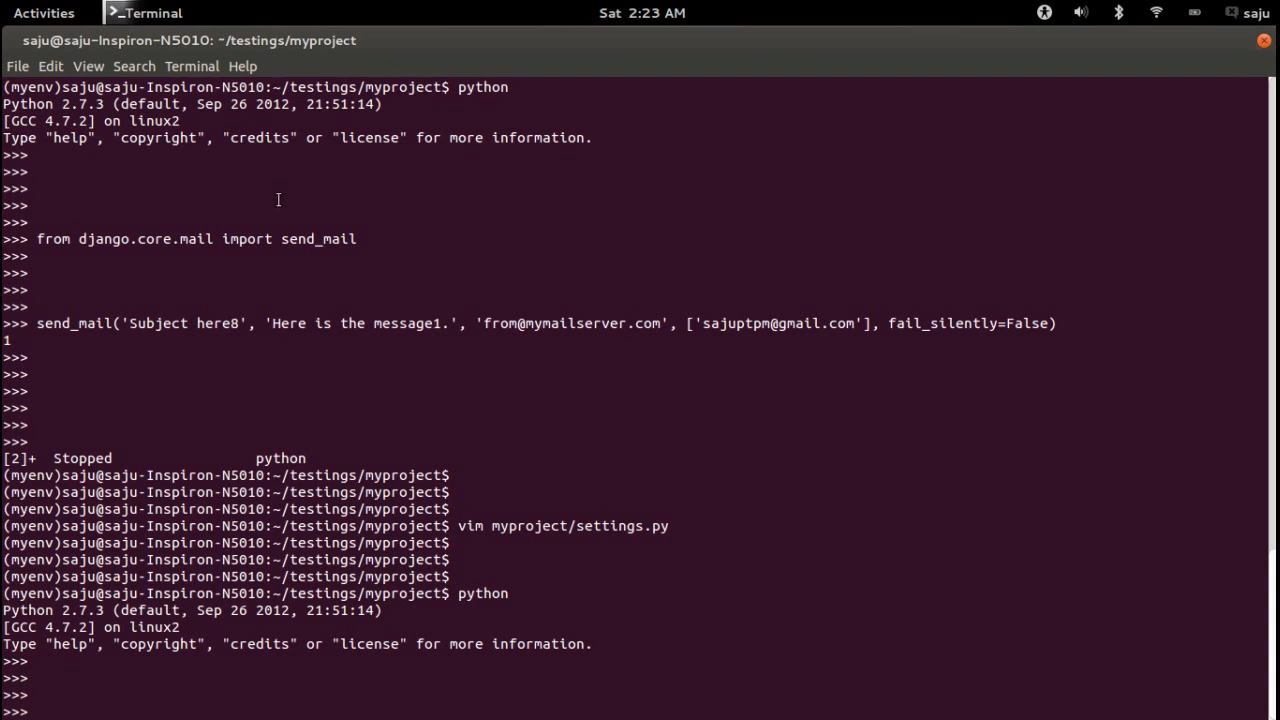 Activities
>_Terminal
Sat 2:23 AM
saju
saju@saju-Inspiron-N5010: ~/testings/myproject
File Edit View Search Terminal Help
(myenv)saju@saju-Inspiron-N5010:~/testings/myproject$ python
Python 2.7.3 (default, Sep 26 2012, 21:51:14)
[GCC 4.7.2] on linux2
Type "help", "copyright", "credits" or "license" for more information.
>>>
>>>
>>>
>>>
>>>
>>> from django.core.mail import send_mail
>>>
>>>
>>>
>>>
>>> send_mail('Subject here8', 'Here is the message1.', 'from@mymailserver.com', ['sajuptpm@gmail.com'], fail_silently=False)
1
>>>
>>>
>>>
>>>
>>>
>>>
[2]+  Stopped                 python
(myenv)saju@saju-Inspiron-N5010:~/testings/myproject$
(myenv)saju@saju-Inspiron-N5010:~/testings/myproject$
(myenv)saju@saju-Inspiron-N5010:~/testings/myproject$
(myenv)saju@saju-Inspiron-N5010:~/testings/myproject$ vim myproject/settings.py
(myenv)saju@saju-Inspiron-N5010:~/testings/myproject$
(myenv)saju@saju-Inspiron-N5010:~/testings/myproject$
(myenv)saju@saju-Inspiron-N5010:~/testings/myproject$
(myenv)saju@saju-Inspiron-N5010:~/testings/myproject$ python
Python 2.7.3 (default, Sep 26 2012, 21:51:14)
[GCC 4.7.2] on linux2
Type "help", "copyright", "credits" or "license" for more information.
>>>
>>>
>>>
>>>